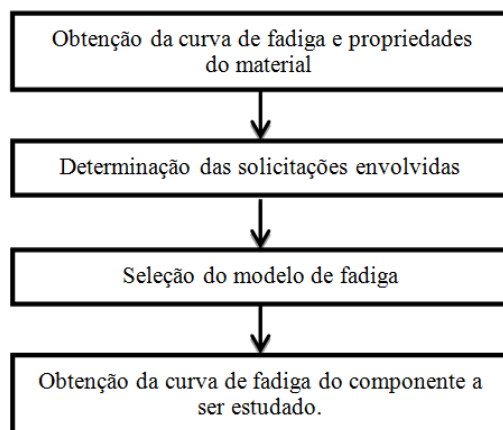 Obtenção da curva de fadiga e propriedades
do material
Determinação das solicitações envolvidas
Seleção do modelo de fadiga
Obtenção da curva de fadiga do componente a
ser estudado.